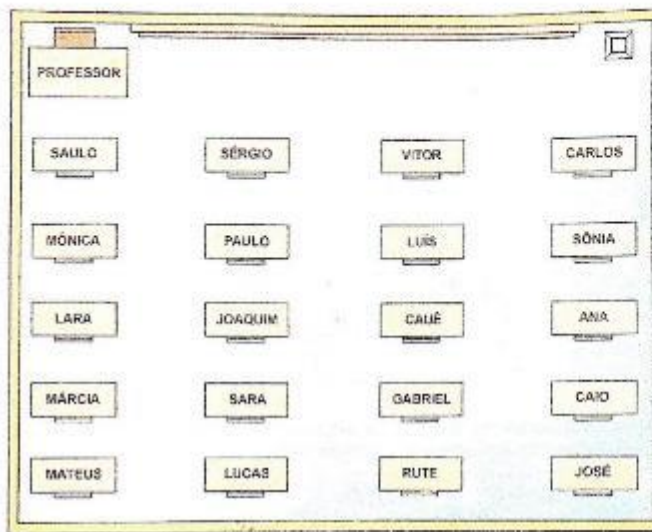 PROFESSOR
SAULO SÉRGIO VITOR CARLOS
MÔNICA PAULO LUÍS SÔNIA
LARA JOAQUIM CAUÊ ANA
MÁRCIA SARA GABRIEL CAIO
MATEUS LUCAS RUTE JOSÉ